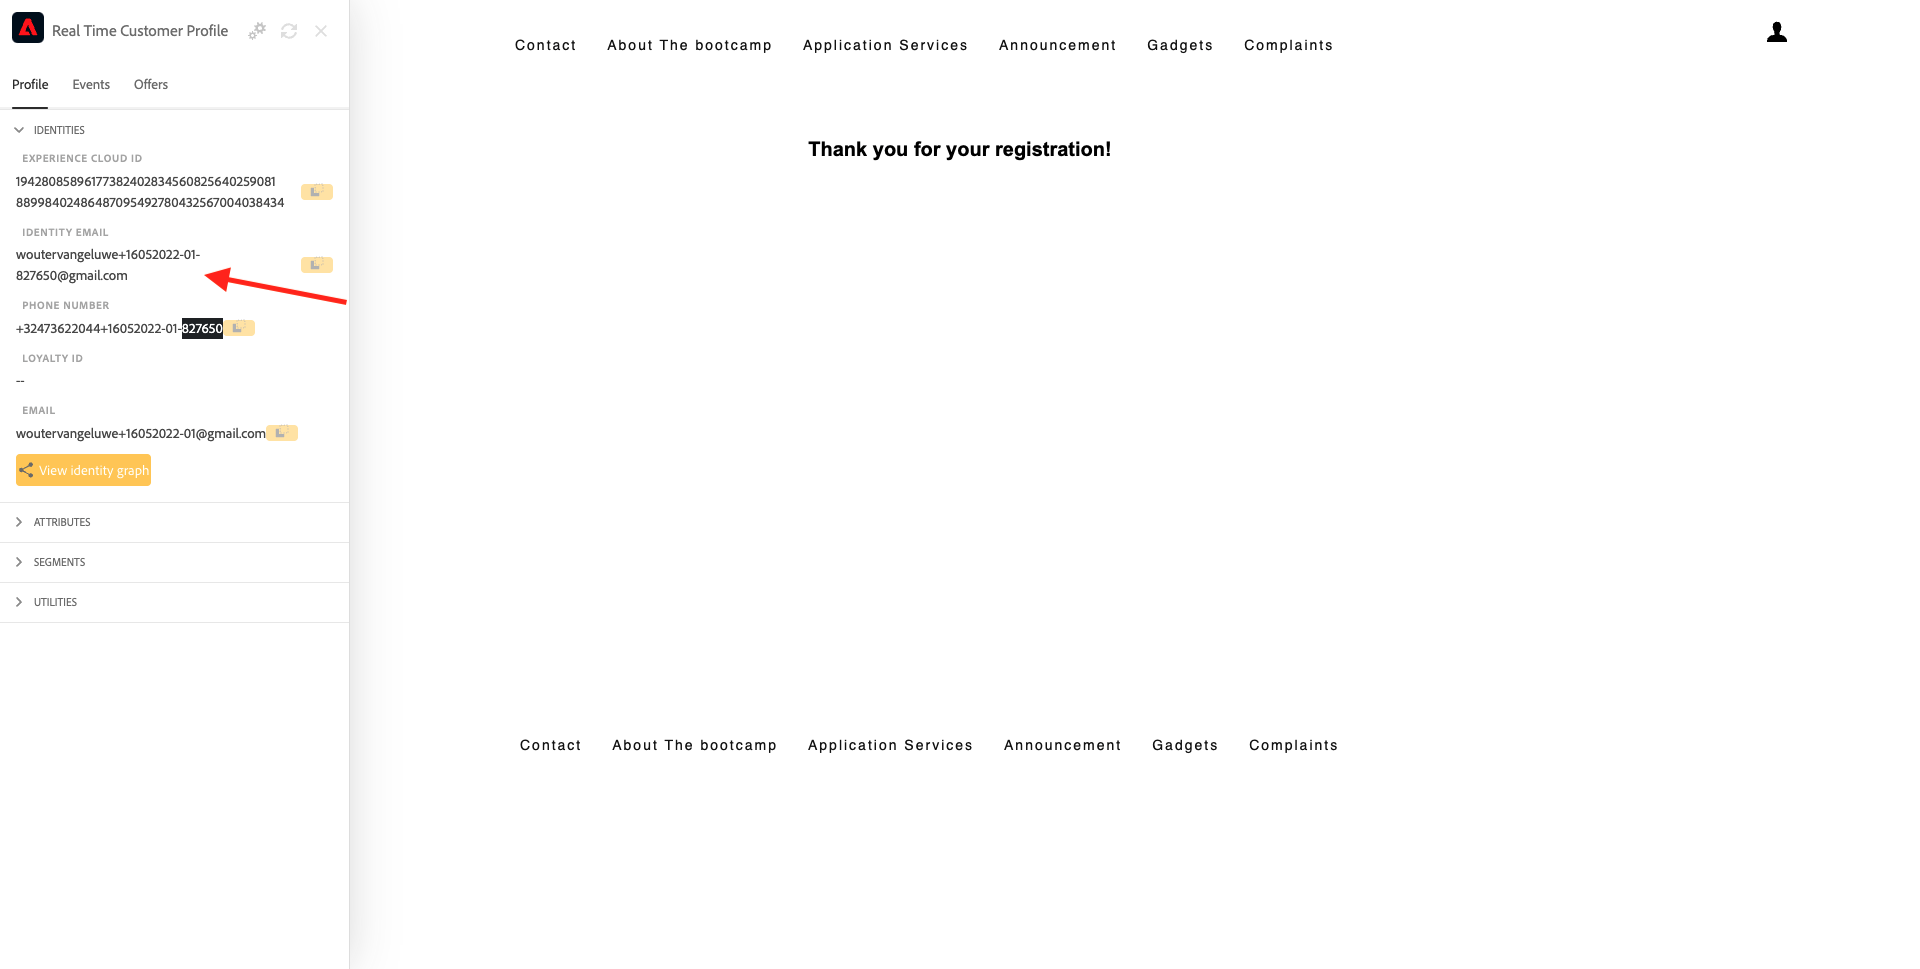 Real Time Customer Profile
Profile Events Offers
IDENTITIES
EXPERIENCE CLOUD ID
19428085896177382402834560825640259081
88998402486487095492780432567004038434
IDENTITY EMAIL
woutervangeluwe+16052022-01-
827650@gmail.com
PHONE NUMBER
+32473622044+16052022-01-827650
LOYALTY ID
--
EMAIL
woutervangeluwe+16052022-01@gmail.com
View identity graph
ATTRIBUTES
SEGMENTS
UTILITIES
Contact About The bootcamp Application Services Announcement Gadgets Complaints
Thank you for your registration!
Contact About The bootcamp Application Services Announcement Gadgets Complaints